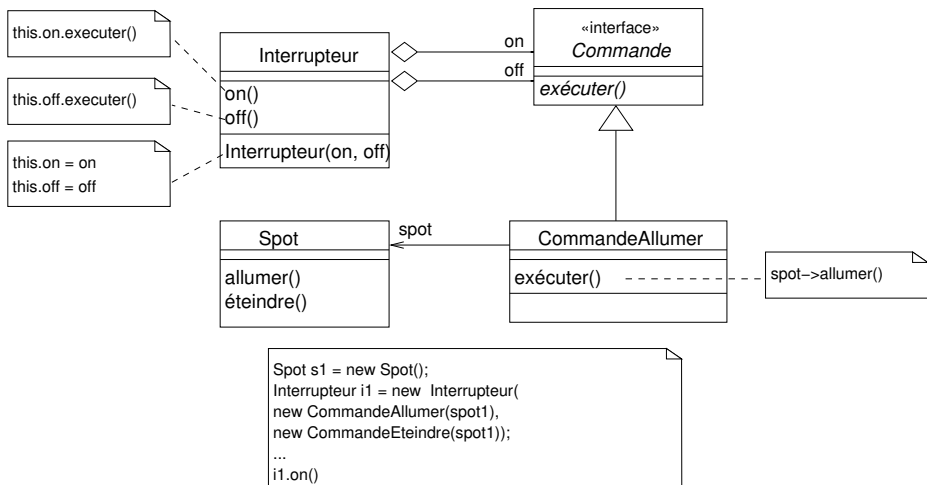 this.on.executer()
this.off.executer()
this.on = on
this.off = off
Interrupteur
on()
off()
Interrupteur(on, off)
on
off
«interface»
Commande
exécuter()
Spot
allumer()
éteindre()
spot
CommandeAllumer
exécuter()
spot−>allumer()
Spot s1 = new Spot();
Interrupteur i1 = new Interrupteur(
new CommandeAllumer(spot1),
new CommandeEteindre(spot1));
...
i1.on()